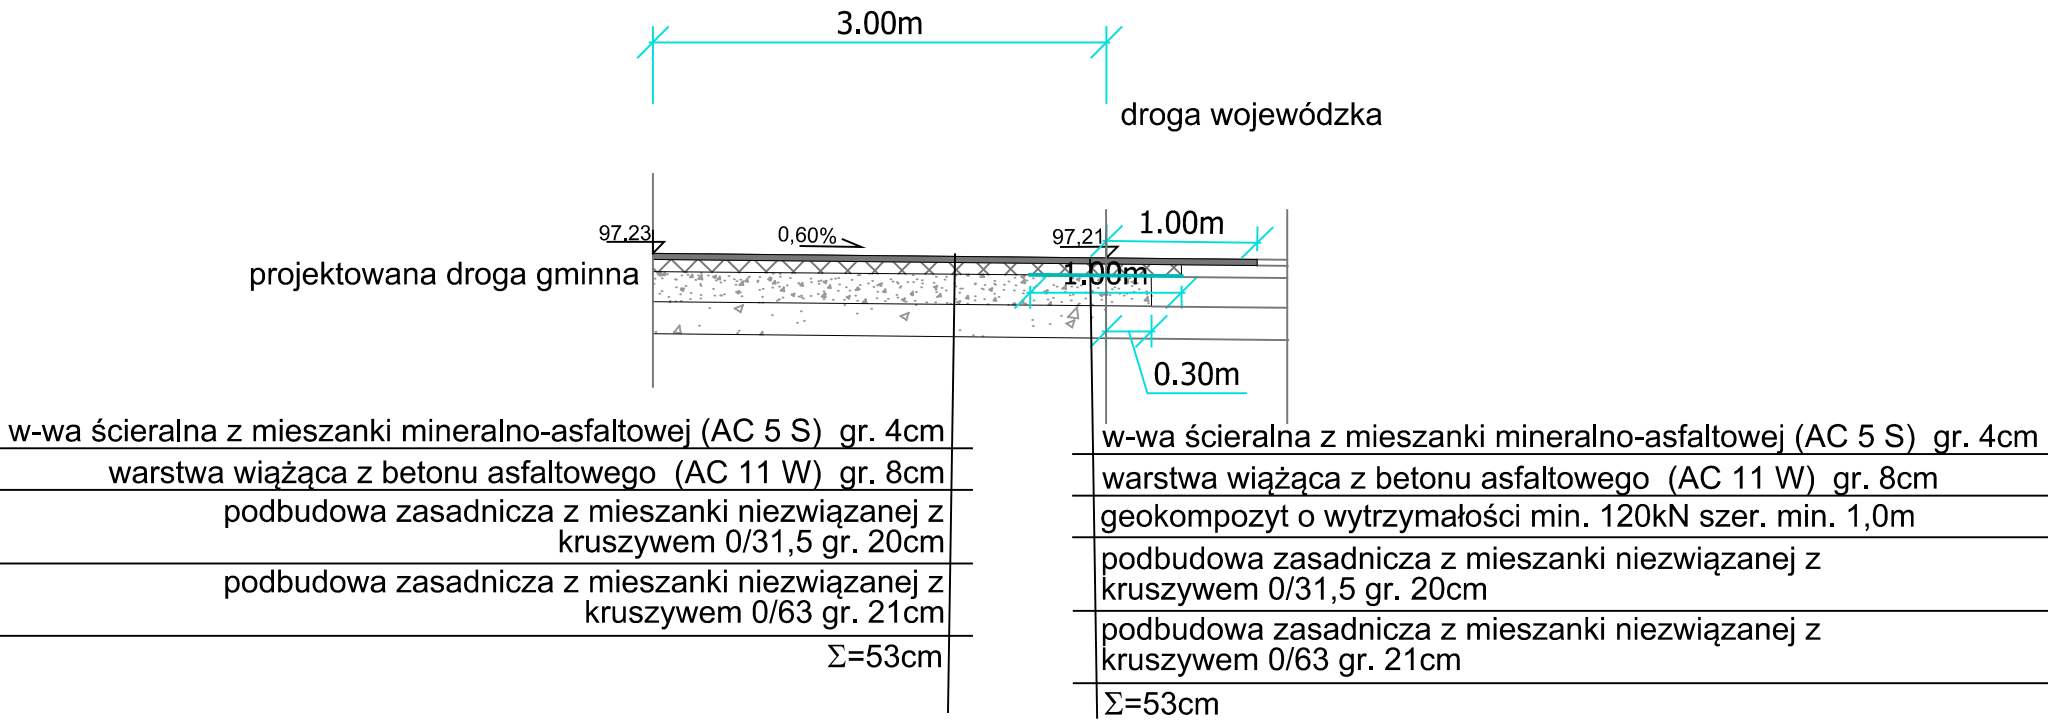 3.00m
droga wojewódzka
97,23
0,60%
97,21
1.00m
projektowana droga gminna
1.00m
0.30m
w-wa ścieralna z mieszanki mineralno-asfaltowej (AC 5 S) gr. 4cm
warstwa wiążąca z betonu asfaltowego (AC 11 W) gr. 8cm
podbudowa zasadnicza z mieszanki niezwiązanej z
kruszywem 0/31,5 gr. 20cm
podbudowa zasadnicza z mieszanki niezwiązanej z
kruszywem 0/63 gr. 21cm
Σ=53cm
w-wa ścieralna z mieszanki mineralno-asfaltowej (AC 5 S) gr. 4cm
warstwa wiążąca z betonu asfaltowego (AC 11 W) gr. 8cm
geokompozyt o wytrzymałości min. 120kN szer. min. 1,0m
podbudowa zasadnicza z mieszanki niezwiązanej z
kruszywem 0/31,5 gr. 20cm
podbudowa zasadnicza z mieszanki niezwiązanej z
kruszywem 0/63 gr. 21cm
Σ=53cm